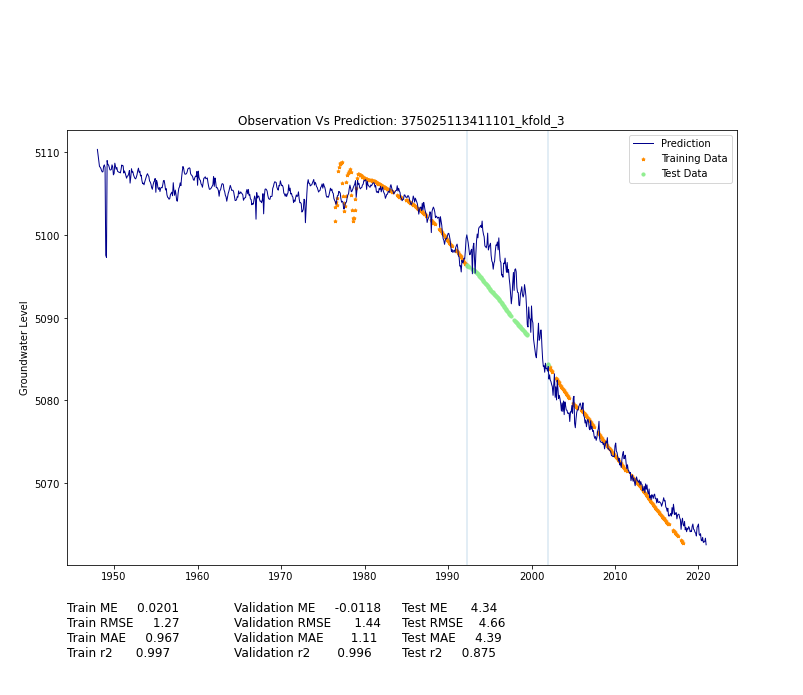 Observation Vs Prediction: 375025113411101_kfold_3
Prediction
Training Data
Test Data
Groundwater Level
5110
5100
5090
5080
5070
1950 1960 1970 1980 1990 2000 2010 2020
Train ME 0.0201 Validation ME -0.0118 Test ME 4.34
Train RMSE 1.27 Validation RMSE 1.44 Test RMSE 4.66
Train MAE 0.967 Validation MAE 1.11 Test MAE 4.39
Train r2 0.997 Validation r2 0.996 Test r2 0.875